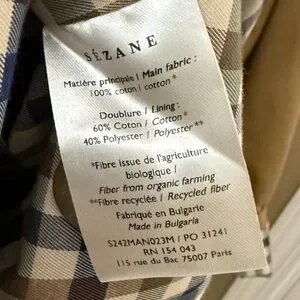 SÉZANE
Matière principale / Main fabric :
100% coton / cotton*
Doublure / Lining :
60% Coton / Cotton*
40% Polyester / Polyester**
*Fibre issue de l'agriculture
biologique /
Fiber from organic farming
**Fibre recyclée / Recycled fiber
Fabriqué en Bulgarie
Made in Bulgaria
S242MAN023M / PO 31241
RN 154 043
115 rue du Bac 75007 Paris